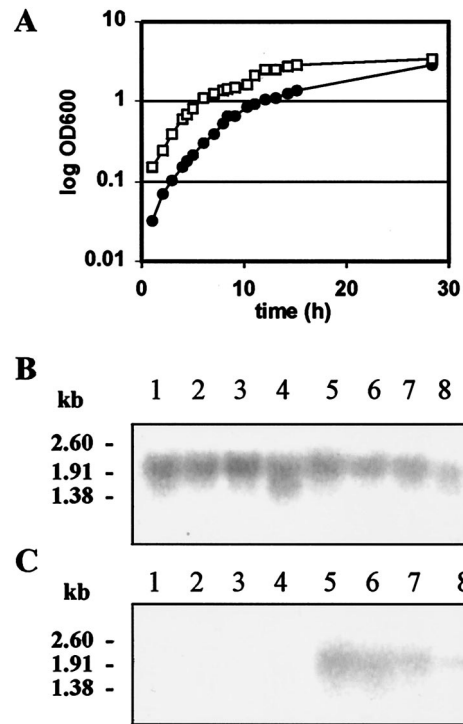 A
10
1
0.1
0.01
log OD600
0 10 20 30
time (h)
B
kb 1 2 3 4 5 6 7 8
2.60 -
1.91 -
1.38 -
C
kb 1 2 3 4 5 6 7 8
2.60 -
1.91 -
1.38 -